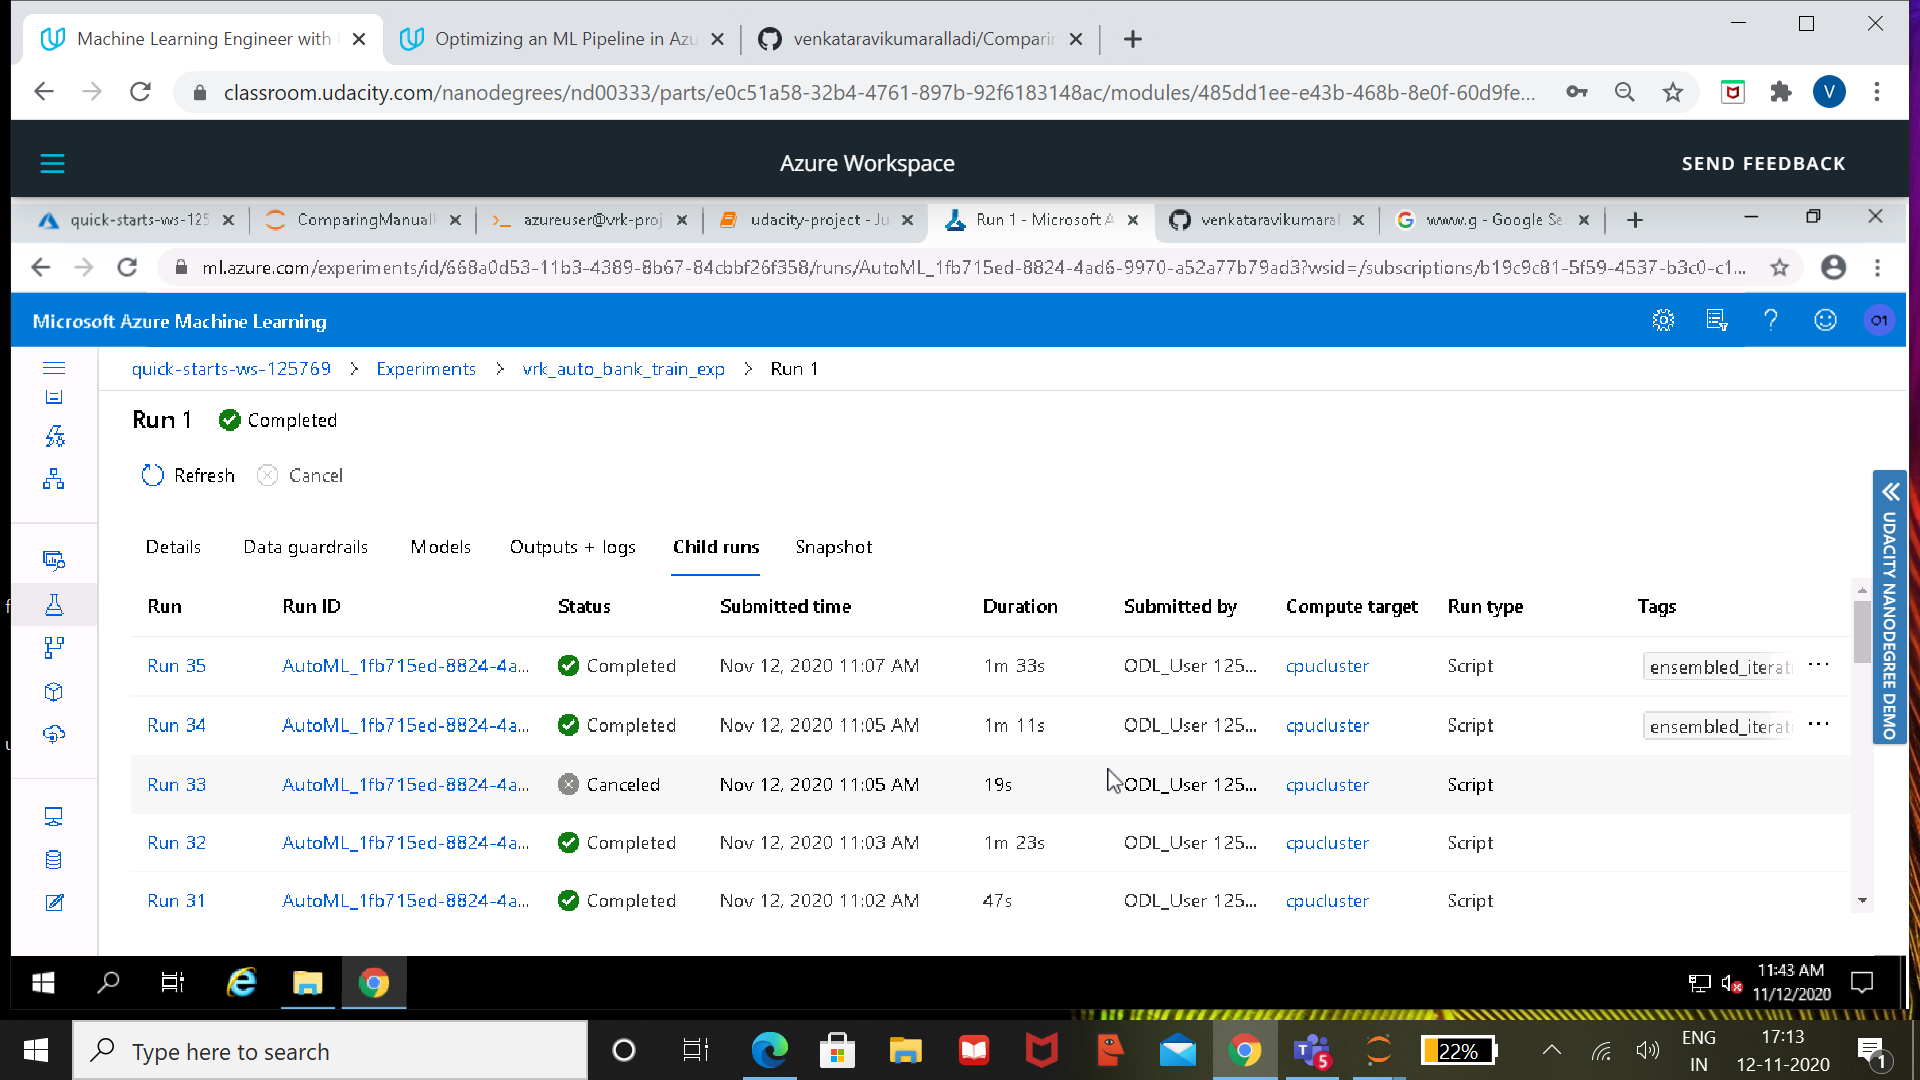 Machine Learning Engineer with
Optimizing an ML Pipeline in Azu
venkataravikumaralladi/Comparin
classroom.udacity.com/nanodegrees/nd00333/parts/e0c51a58-32b4-4761-897b-92f6183148ac/modules/485dd1ee-e43b-468b-8e0f-60d9fe...
V
Azure Workspace
SEND FEEDBACK
quick-starts-ws-125
ComparingManual
azureuser@vrk-proj
udacity-project - Ju
Run 1 - Microsoft A
venkataravikumaral
www.g - Google Se
ml.azure.com/experiments/id/668a0d53-11b3-4389-8b67-84cbbf26f358/runs/AutoML_1fb715ed-8824-4ad6-9970-a52a77b79ad3?wsid=/subscriptions/b19c9c81-5f59-4537-b3c0-c1...
Microsoft Azure Machine Learning
?
O1
quick-starts-ws-125769 > Experiments > vrk_auto_bank_train_exp > Run 1
Run 1 Completed
Refresh Cancel
Details Data guardrails Models Outputs + logs Child runs Snapshot
Run Run ID Status Submitted time Duration Submitted by Compute target Run type Tags
Run 35 AutoML_1fb715ed-8824-4a... Completed Nov 12, 2020 11:07 AM 1m 33s ODL_User 125... cpucluster Script ensembled_iterati ...
Run 34 AutoML_1fb715ed-8824-4a... Completed Nov 12, 2020 11:05 AM 1m 11s ODL_User 125... cpucluster Script ensembled_iterati ...
Run 33 AutoML_1fb715ed-8824-4a... Canceled Nov 12, 2020 11:05 AM 19s ODL_User 125... cpucluster Script
Run 32 AutoML_1fb715ed-8824-4a... Completed Nov 12, 2020 11:03 AM 1m 23s ODL_User 125... cpucluster Script
Run 31 AutoML_1fb715ed-8824-4a... Completed Nov 12, 2020 11:02 AM 47s ODL_User 125... cpucluster Script
UDACITY NANODEGREE DEMO
11:43 AM
11/12/2020
Type here to search
5
22%
ENG
IN
17:13
12-11-2020
1